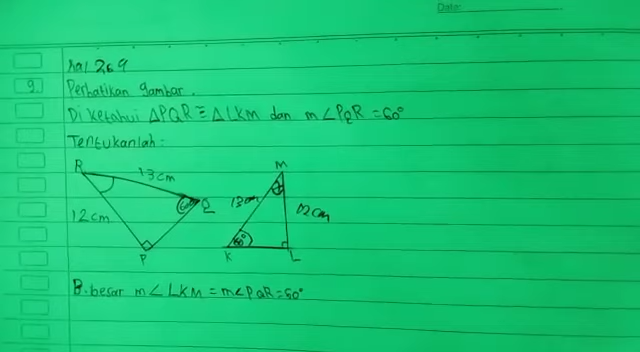 Date:
hal 269
9. Perhatikan gambar.
Diketahui ΔPQR ≅ ΔLKM dan m∠PQR = 60°
Tentukanlah:
R 13 cm M
12 cm 60° Q 13 cm 12 cm
P 60° K L
B. besar m∠LKM = m∠PQR = 60°